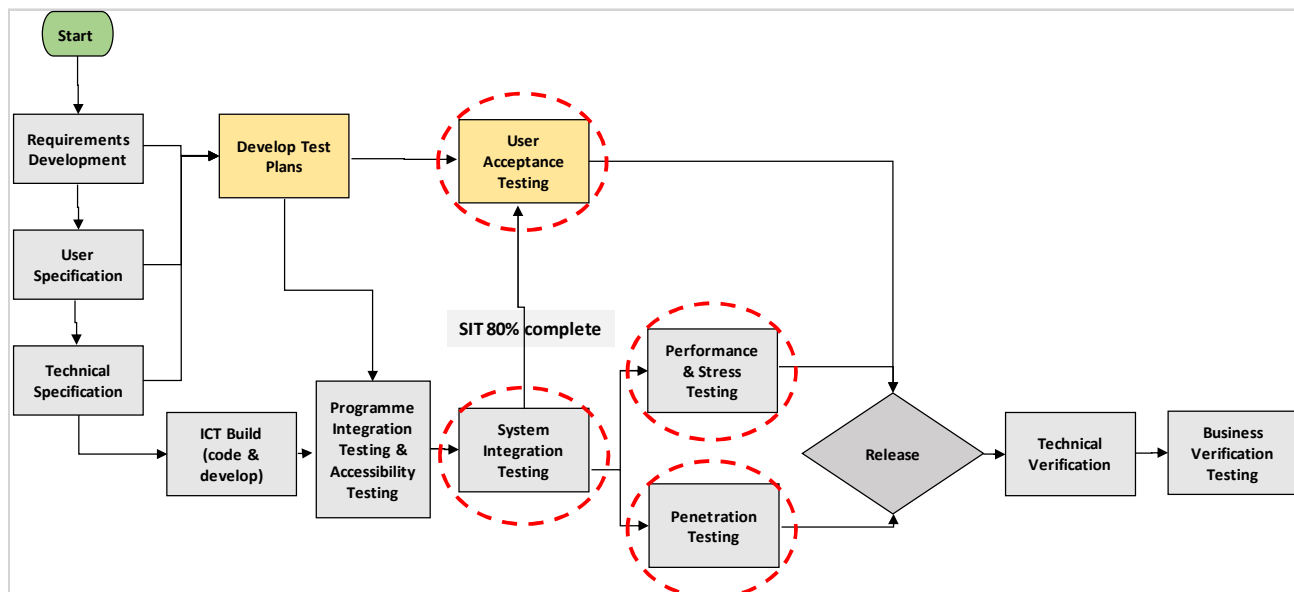 Start
Requirements
Development
Develop Test
Plans
User
Acceptance
Testing
User
Specification
SIT 80% complete
Technical
Specification
Performance
& Stress
Testing
ICT Build
(code &
develop)
Programme
Integration
Testing &
Accessibility
Testing
System
Integration
Testing
Release
Technical
Verification
Business
Verification
Testing
Penetration
Testing